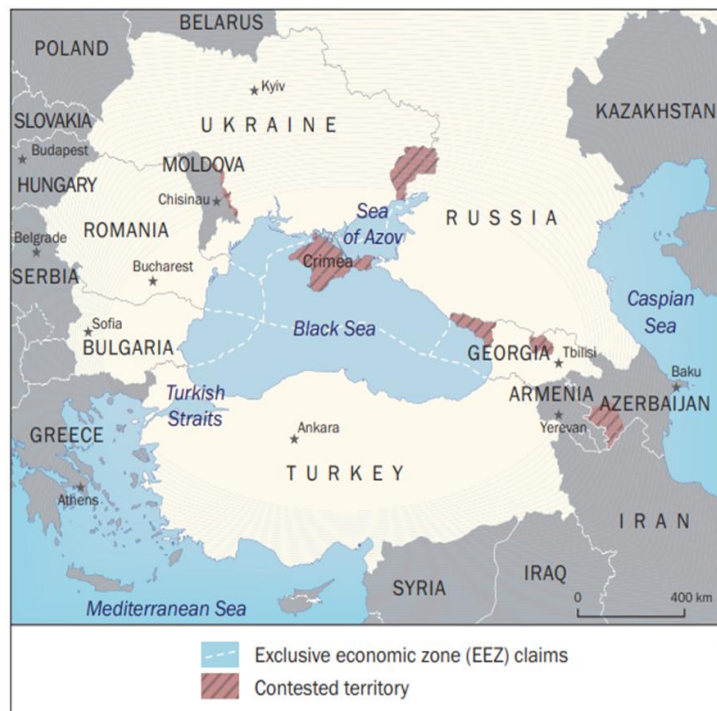 BELARUS
POLAND
Kyiv
KAZAKHSTAN
SLOVAKIA
UKRAINE
Budapest
MOLDOVA
HUNGARY
Chisinau
Sea
of Azov
RUSSIA
ROMANIA
Belgrade
Crimea
Bucharest
SERBIA
Caspian
Sea
Sofia
Black Sea
BULGARIA
GEORGIA
Tbilisi
Turkish
Straits
ARMENIA
Baku
AZERBAIJAN
Yerevan
GREECE
Ankara
TURKEY
Athens
IRAN
SYRIA
IRAQ
0 400 km
Mediterranean Sea
Exclusive economic zone (EEZ) claims
Contested territory